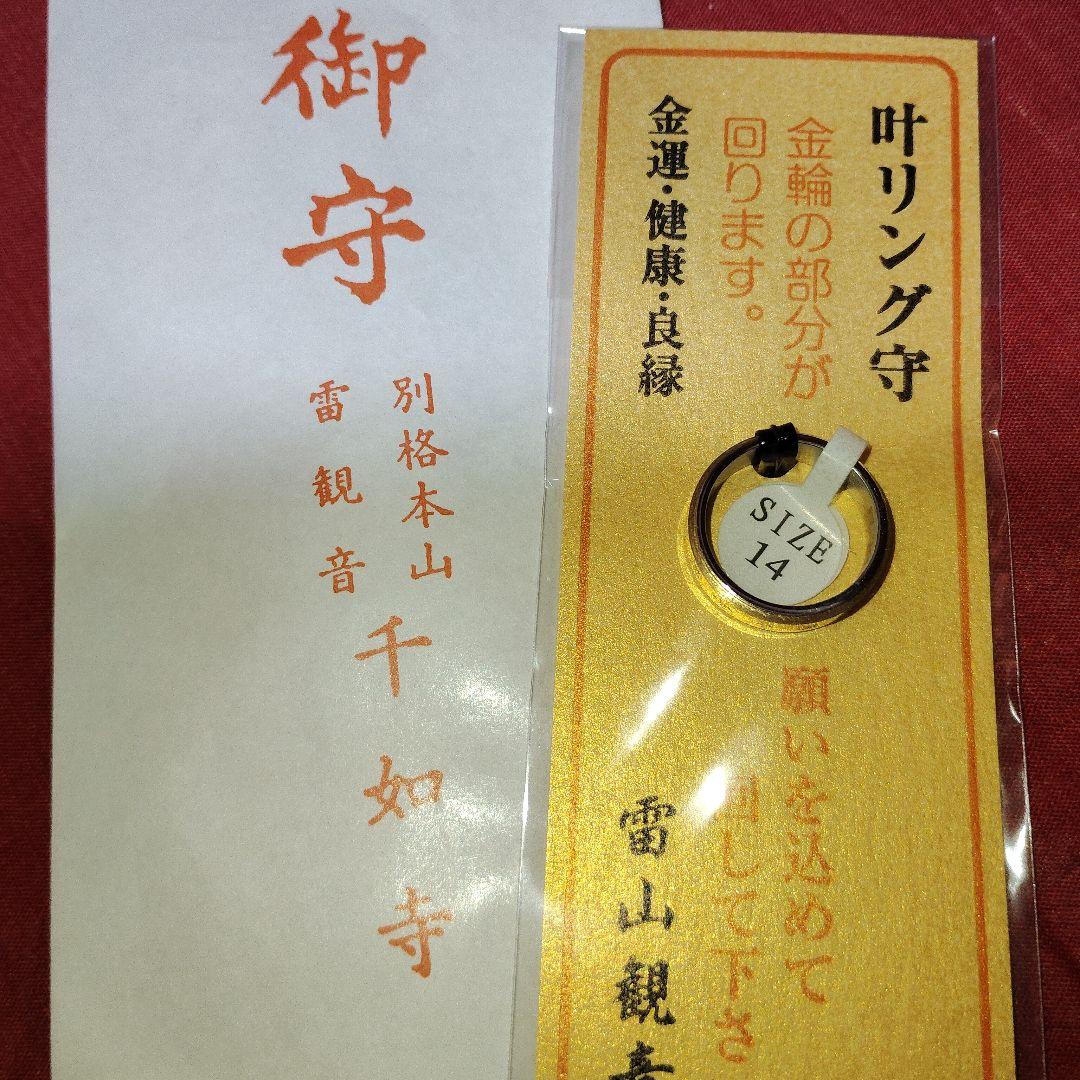 御守
別格本山
雷観音
千如寺
叶リング守
金輪の部分が
回ります。
金運・健康・良縁
SIZE
14
願いを込めて
回して下さ
雷山観音